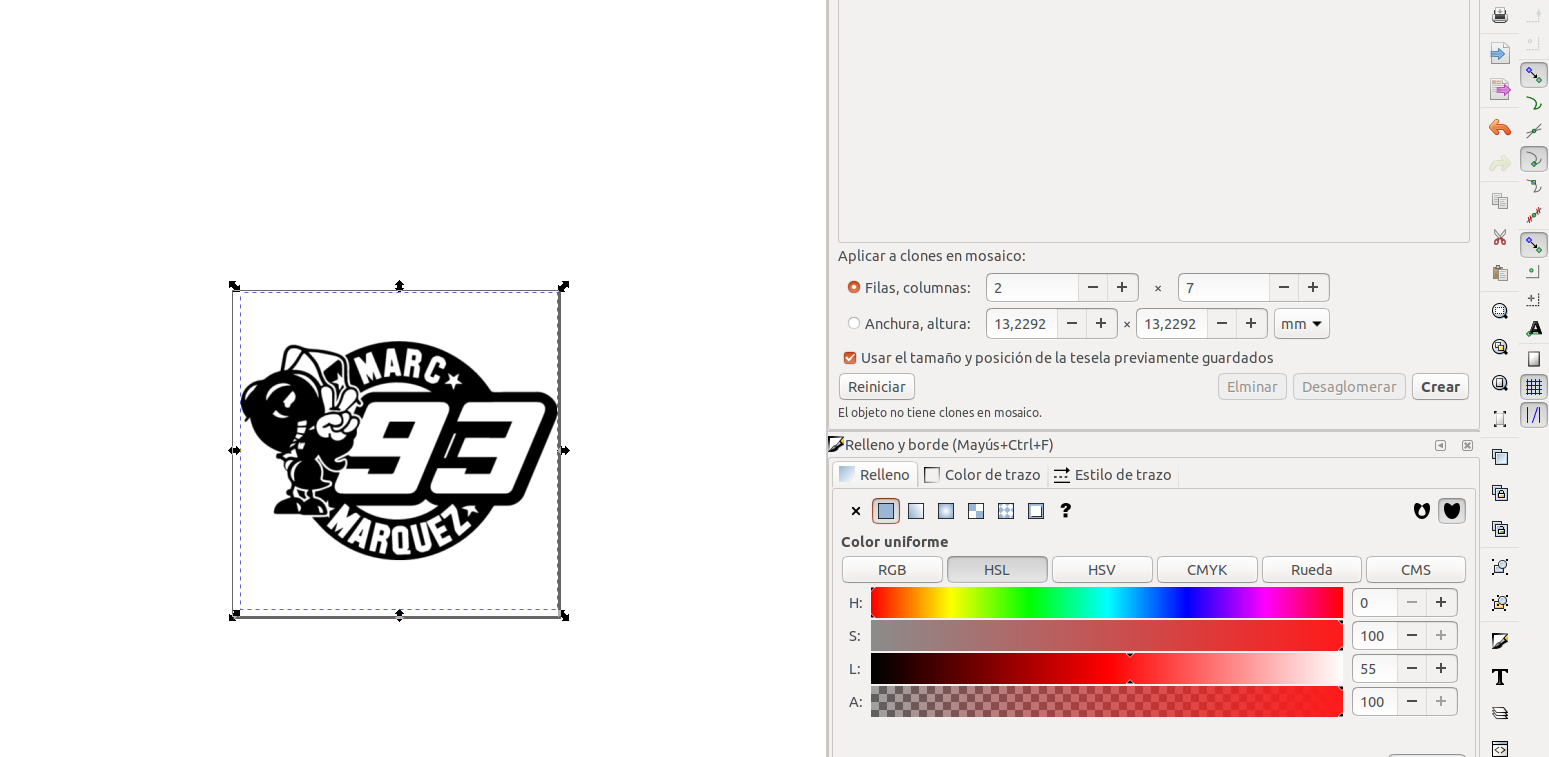 MARC
93
MARQUEZ
Aplicar a clones en mosaico:
Filas, columnas: 2 − + × 7 − +
Anchura, altura: 13,2292 − + × 13,2292 − + mm
Usar el tamaño y posición de la tesela previamente guardados
Reiniciar Elminar Desaglomerar Crear
El objeto no tiene clones en mosaico.
Relleno y borde (Mayús+Ctrl+F)
Relleno Color de trazo Estilo de trazo
?
Color uniforme
RGB HSL HSV CMYK Rueda CMS
H: 0 − +
S: 100 − +
L: 55 − +
A: 100 − +